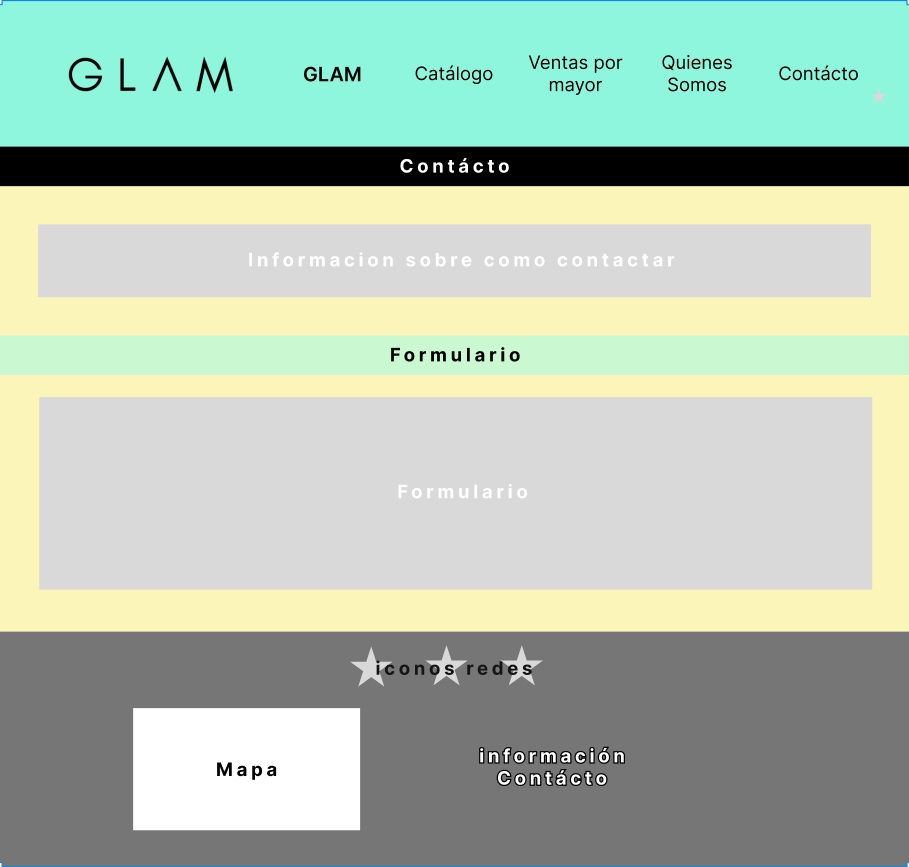 GLAM
GLAM
Catálogo
Ventas por
mayor
Quienes
Somos
Contácto
Contácto
Informacion sobre como contactar
Formulario
Formulario
iconos redes
Mapa
información
Contácto